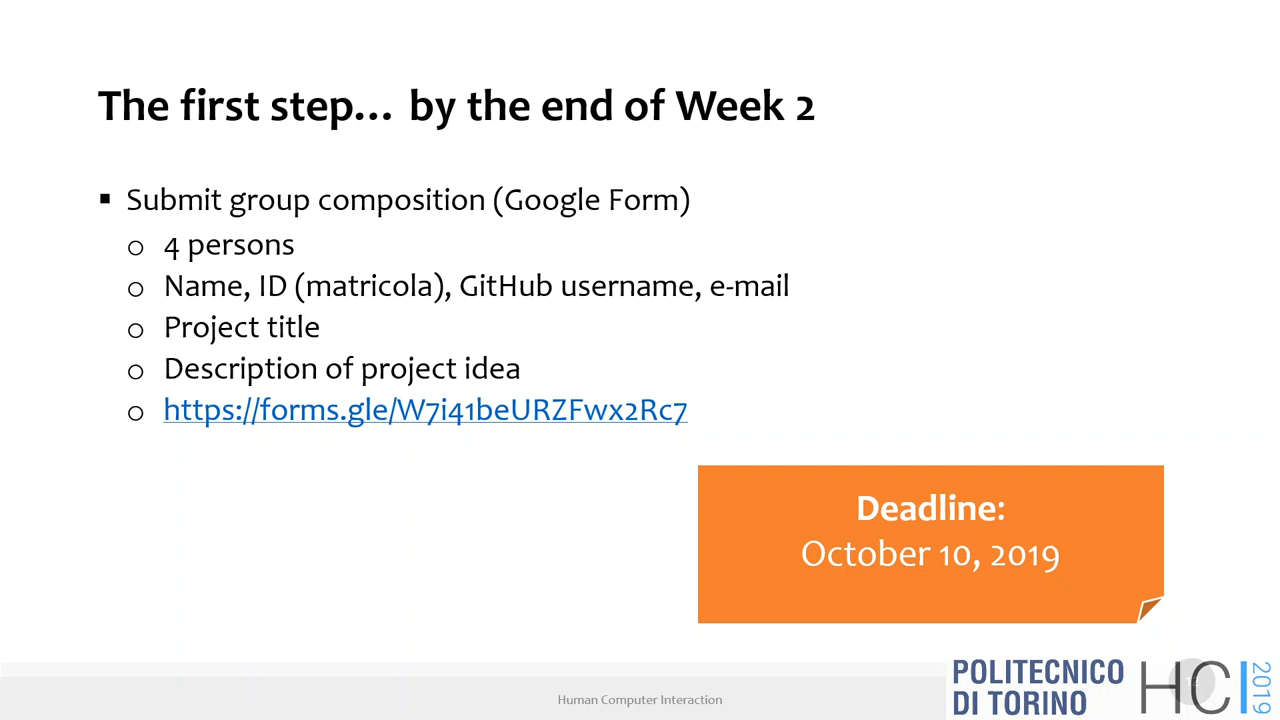 The first step… by the end of Week 2
▪ Submit group composition (Google Form)
o 4 persons
o Name, ID (matricola), GitHub username, e-mail
o Project title
o Description of project idea
o https://forms.gle/W7i41beURZFwx2Rc7
Deadline:
October 10, 2019
Human Computer Interaction
POLITECNICO
DI TORINO
HCI
2019